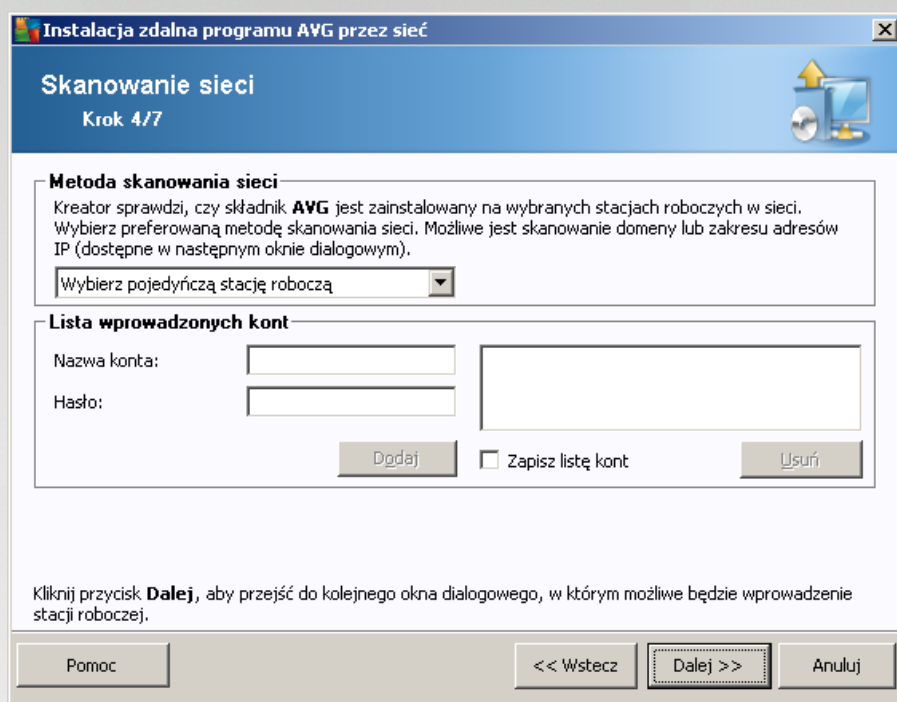 Instalacja zdalna programu AVG przez sieć
Skanowanie sieci
Krok 4/7
Metoda skanowania sieci
Kreator sprawdzi, czy składnik AVG jest zainstalowany na wybranych stacjach roboczych w sieci.
Wybierz preferowaną metodę skanowania sieci. Możliwe jest skanowanie domeny lub zakresu adresów
IP (dostępne w następnym oknie dialogowym).
Wybierz pojedyńczą stację roboczą
Lista wprowadzonych kont
Nazwa konta:
Hasło:
Dodaj
Zapisz listę kont
Usuń
Kliknij przycisk Dalej, aby przejść do kolejnego okna dialogowego, w którym możliwe będzie wprowadzenie
stacji roboczej.
Pomoc
<< Wstecz
Dalej >>
Anuluj